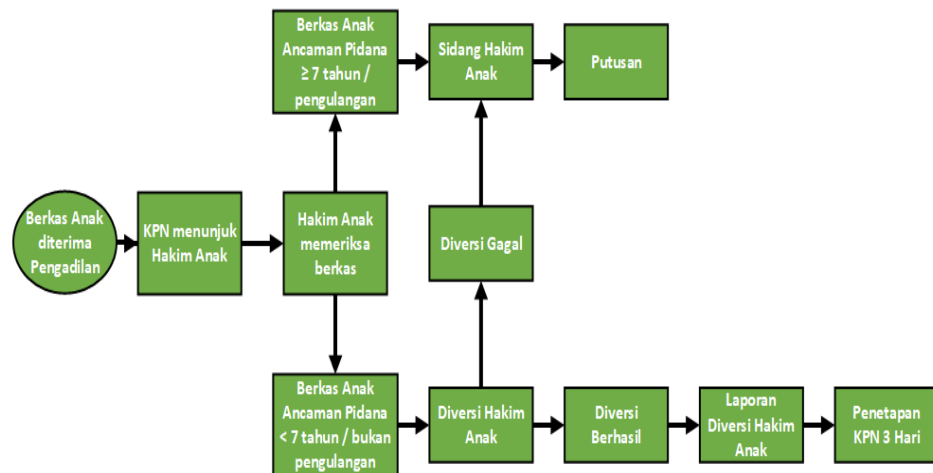 Berkas Anak
Ancaman Pidana
≥ 7 tahun /
pengulangan
Sidang Hakim
Anak
Putusan
Berkas Anak
diterima
Pengadilan
KPN menunjuk
Hakim Anak
Hakim Anak
memeriksa
berkas
Diversi Gagal
Berkas Anak
Ancaman Pidana
< 7 tahun / bukan
pengulangan
Diversi Hakim
Anak
Diversi
Berhasil
Laporan
Diversi Hakim
Anak
Penetapan
KPN 3 Hari